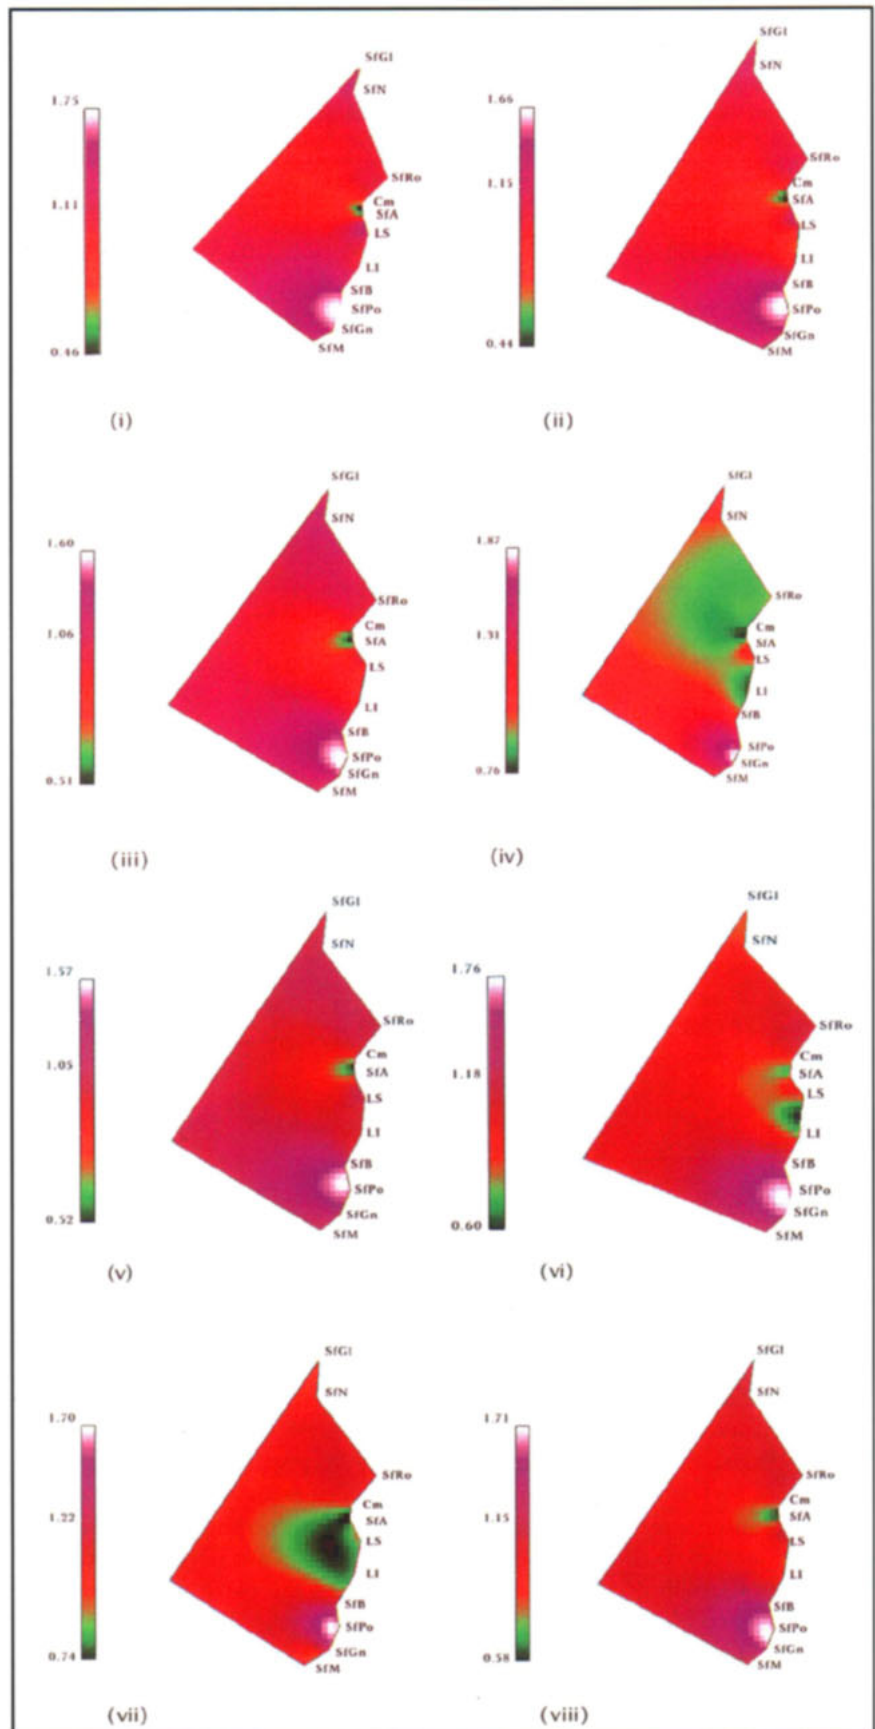 SfGl
SfN
1.75
SfRo
1.11
Cm
SfA
LS
LI
SfB
SfPo
SfGn
SfM
0.46
(i)
SfGl
SfN
1.66
SfRo
1.15
Cm
SfA
LS
LI
SfB
SfPo
SfGn
SfM
0.44
(ii)
SfGl
SfN
1.60
SfRo
1.06
Cm
SfA
LS
LI
SfB
SfPo
SfGn
SfM
0.51
(iii)
SfGl
SfN
1.87
SfRo
1.31
Cm
SfA
LS
LI
SfB
SfPo
SfGn
SfM
0.76
(iv)
SfGl
SfN
1.57
SfRo
1.05
Cm
SfA
LS
LI
SfB
SfPo
SfGn
SfM
0.52
(v)
SfGl
SfN
1.76
SfRo
1.18
Cm
SfA
LS
LI
SfB
SfPo
SfGn
SfM
0.60
(vi)
SfGl
SfN
1.70
SfRo
1.22
Cm
SfA
LS
LI
SfB
SfPo
SfGn
SfM
0.74
(vii)
SfGl
SfN
1.71
SfRo
1.15
Cm
SfA
LS
LI
SfB
SfPo
SfGn
SfM
0.58
(viii)